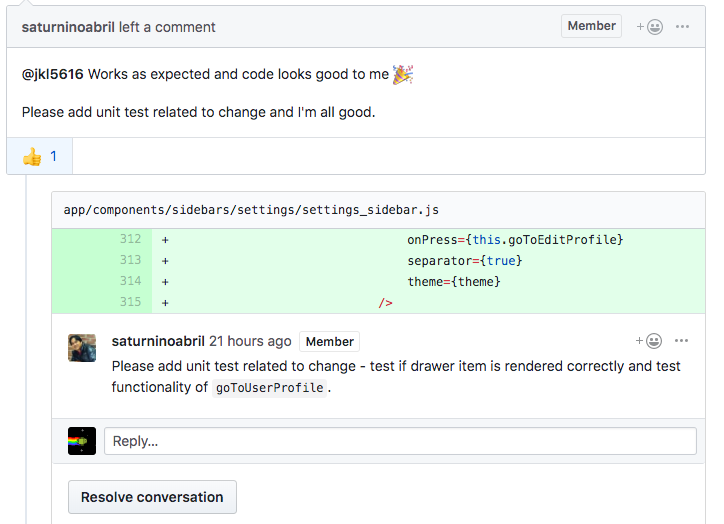 saturninoabril left a comment
Member
@jkl5616 Works as expected and code looks good to me 🎉
Please add unit test related to change and I'm all good.
👍 1
app/components/sidebars/settings/settings_sidebar.js
312 + onPress={this.goToEditProfile}
313 + separator={true}
314 + theme={theme}
315 + />
saturninoabril 21 hours ago Member
Please add unit test related to change - test if drawer item is rendered correctly and test
functionality of goToUserProfile.
Reply...
Resolve conversation